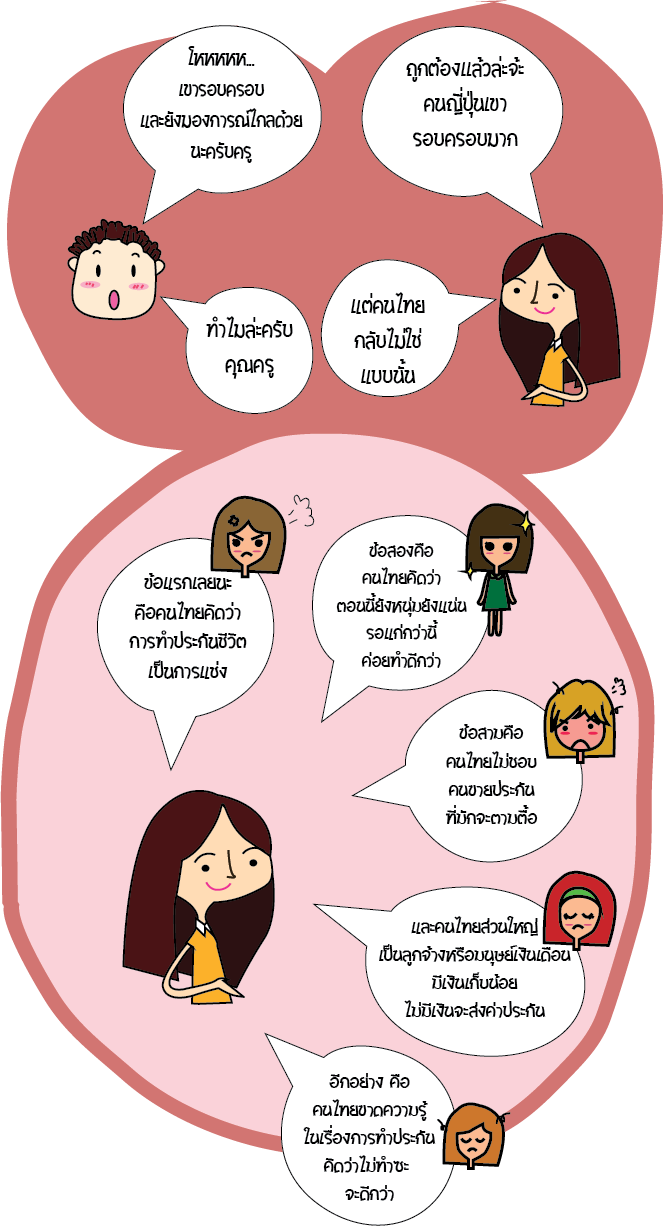 โหหหหห...
เขารอบครอบ
และยังมองการณ์ไกลด้วย
นะครับครู
ถูกต้องแล้วล่ะจ้ะ
คนญี่ปุ่นเขา
รอบครอบมาก
แต่คนไทย
กลับไม่ใช่
แบบนั้น
ทำไมล่ะครับ
คุณครู
ข้อแรกเลยนะ
คือคนไทยคิดว่า
การทำประกันชีวิต
เป็นการแช่ง
ข้อสองคือ
คนไทยคิดว่า
ตอนนี้ยังหนุ่มยังแน่น
รอแก่กว่านี้
ค่อยทำดีกว่า
ข้อสามคือ
คนไทยไม่ชอบ
คนขายประกัน
ที่มักจะตามตื้อ
และคนไทยส่วนใหญ่
เป็นลูกจ้างหรือมนุษย์เงินเดือน
มีเงินเก็บน้อย
ไม่มีเงินจะส่งค่าประกัน
อีกอย่าง คือ
คนไทยขาดความรู้
ในเรื่องการทำประกัน
คิดว่าไม่ทำซะ
จะดีกว่า